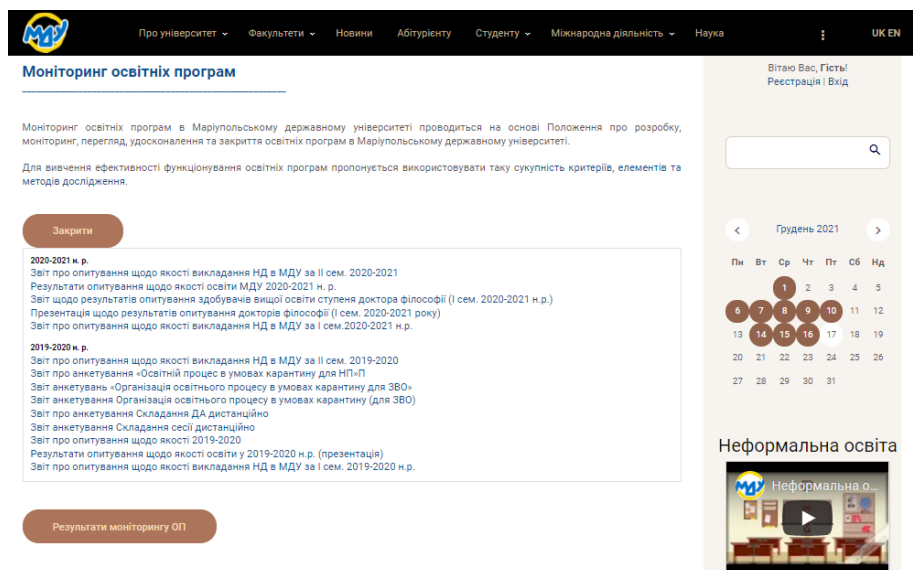 МДУ
Про університет Факультети Новини Абітурієнту Студенту Міжнародна діяльність Наука UK EN
Моніторинг освітніх програм
Моніторинг освітніх програм в Маріупольському державному університеті проводиться на основі Положення про розробку,
моніторинг, перегляд, удосконалення та закриття освітніх програм в Маріупольському державному університеті.
Для вивчення ефективності функціонування освітніх програм пропонується використовувати таку сукупність критеріїв, елементів та
методів дослідження.
Закрити
2020-2021 н. р.
Звіт про опитування щодо якості викладання НД в МДУ за ІІ сем. 2020-2021
Результати опитування щодо якості освіти МДУ 2020-2021 н. р.
Звіт щодо результатів опитування здобувачів вищої освіти ступеня доктора філософії (І сем. 2020-2021 н.р.)
Презентація щодо результатів опитування докторів філософії (І сем. 2020-2021 року)
Звіт про опитування щодо якості викладання НД в МДУ за І сем.2020-2021 н.р.
2019-2020 н. р.
Звіт про опитування щодо якості викладання НД в МДУ за ІІ сем. 2019-2020
Звіт про анкетування «Освітній процес в умовах карантину для НП»П
Звіт анкетувань «Організація освітнього процесу в умовах карантину для ЗВО»
Звіт анкетування Організація освітнього процесу в умовах карантину (для ЗВО)
Звіт про анкетування Складання ДА дистанційно
Звіт анкетування Складання сесії дистанційно
Звіт про опитування щодо якості 2019-2020
Результати опитування щодо якості освіти у 2019-2020 н.р. (презентація)
Звіт про опитування щодо якості викладання НД в МДУ за І сем. 2019-2020 н.р.
Результати моніторингу ОП
Вітаю Вас, Гість!
Реєстрація | Вхід
Грудень 2021
Пн Вт Ср Чт Пт Сб Нд
1 2 3 4 5
6 7 8 9 10 11 12
13 14 15 16 17 18 19
20 21 22 23 24 25 26
27 28 29 30 31
Неформальна освіта
МДУ Неформальна о...